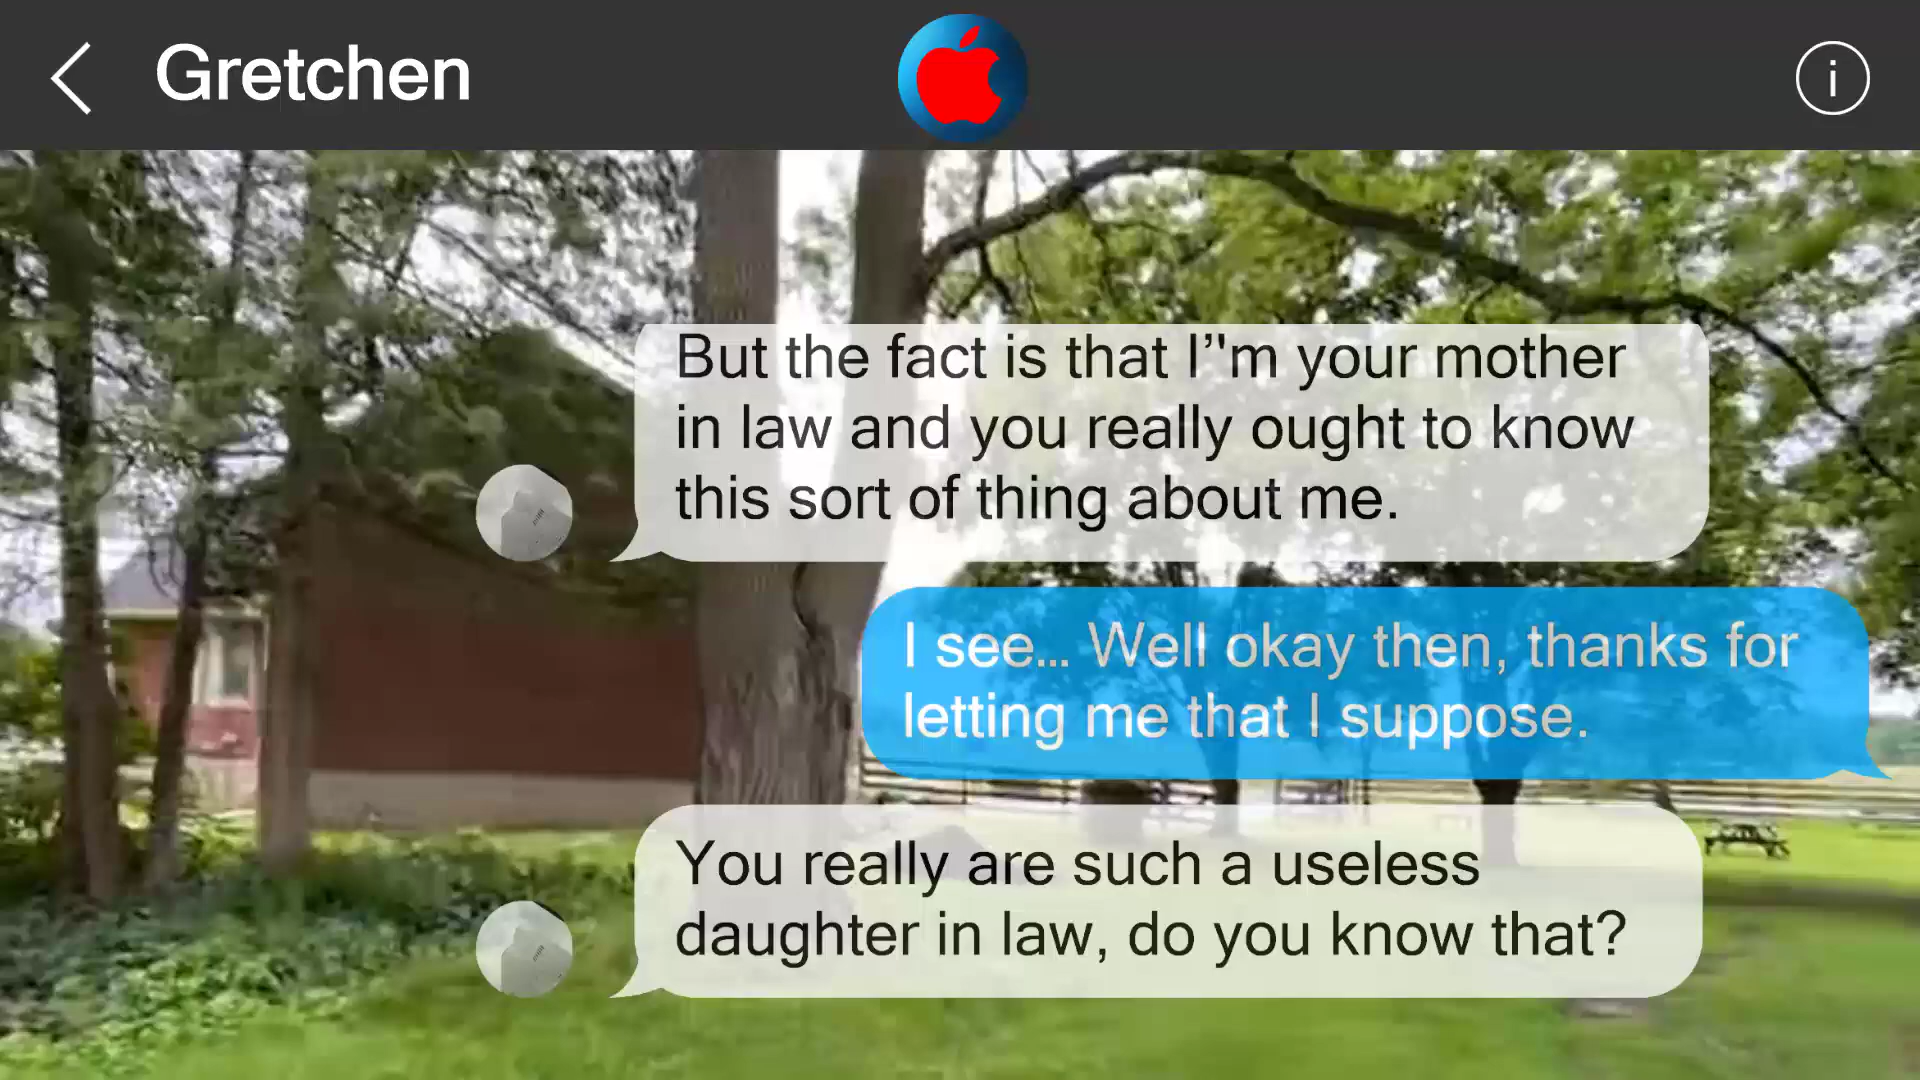 Gretchen
i
But the fact is that I’'m your mother
in law and you really ought to know
this sort of thing about me.
I see... Well okay then, thanks for
letting me that I suppose.
You really are such a useless
daughter in law, do you know that?